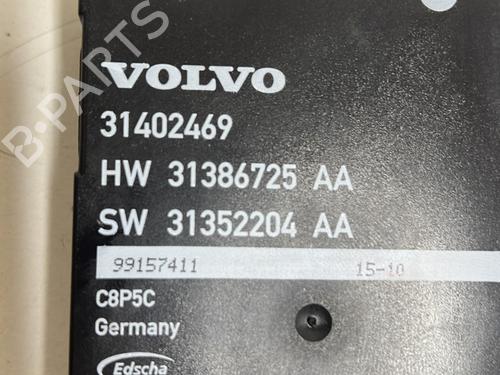 B-PARTS
VOLVO
31402469
HW 31386725 AA
SW 31352204 AA
99157411 15-10
C8P5C
Germany
Edscha